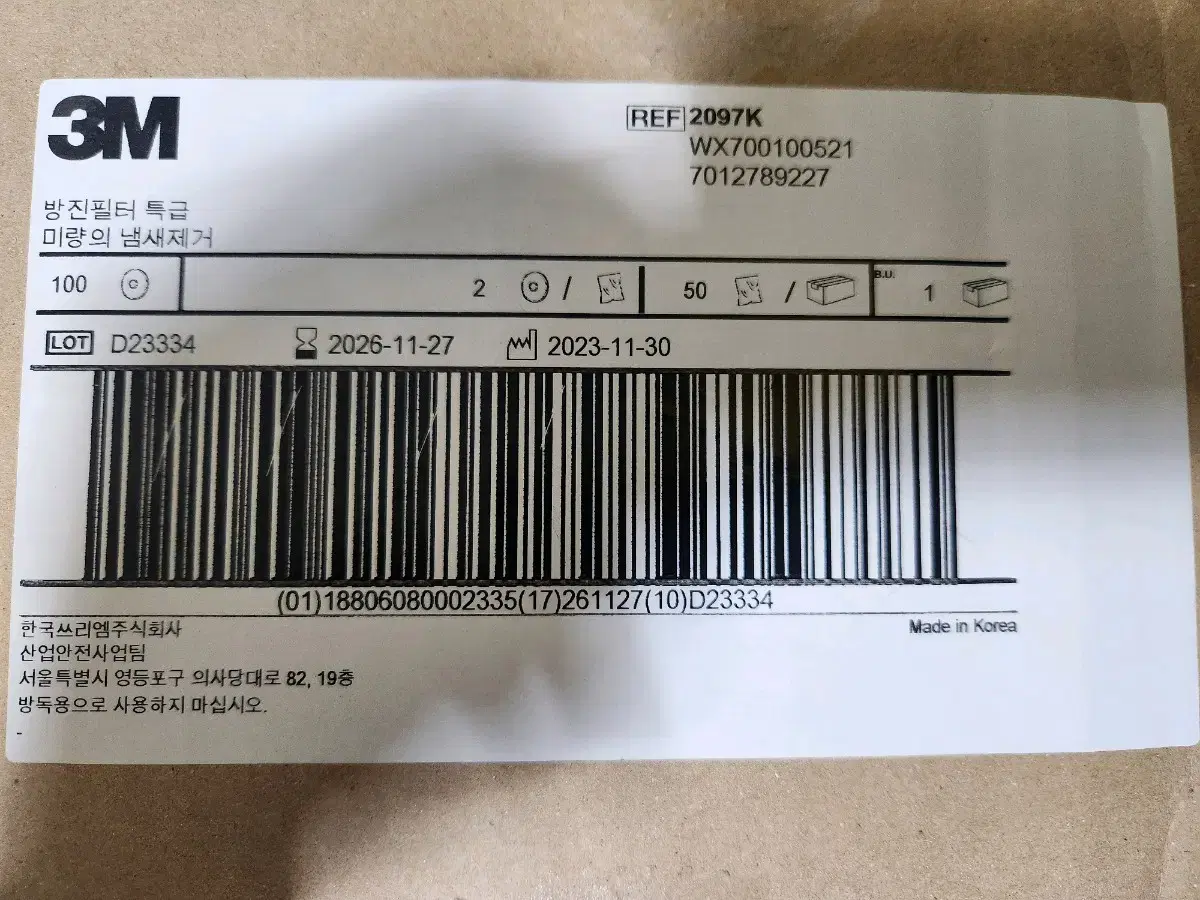 3M
REF 2097K
WX700100521
7012789227
방진필터 특급
미량의 냄새제거
100 2 / 50 / B.U. 1
LOT D23334 2026-11-27 2023-11-30
(01)18806080002335(17)261127(10)D23334
한국쓰리엠주식회사
Made in Korea
산업안전사업팀
서울특별시 영등포구 의사당대로 82, 19층
방독용으로 사용하지 마십시오.
-